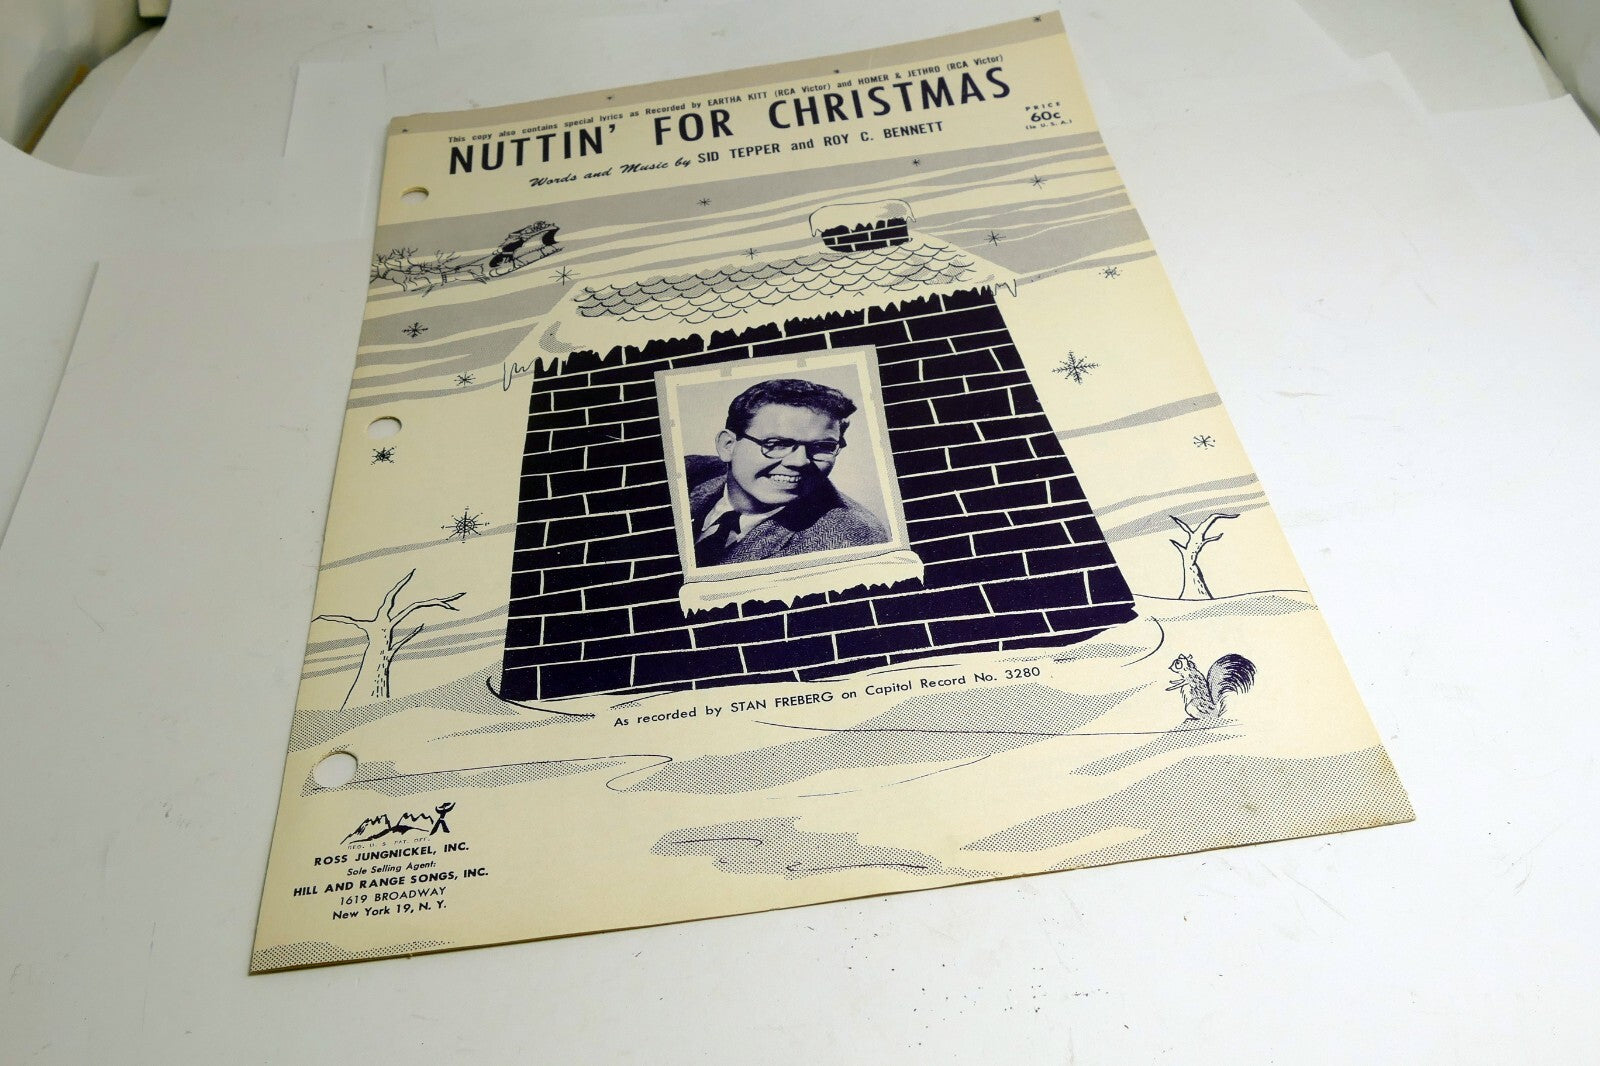 This copy also contains special lyrics as Recorded by EARTHA KITT (RCA Victor) and HOMER & JETHRO (RCA Victor)
NUTTIN' FOR CHRISTMAS
PRICE
60c
(In U.S.A.)
Words and Music by SID TEPPER and ROY C. BENNETT
As recorded by STAN FREBERG on Capitol Record No. 3280
REG. U. S. PAT. OFF.
ROSS JUNGNICKEL, INC.
Sole Selling Agent:
HILL AND RANGE SONGS, INC.
1619 BROADWAY
New York 19, N. Y.